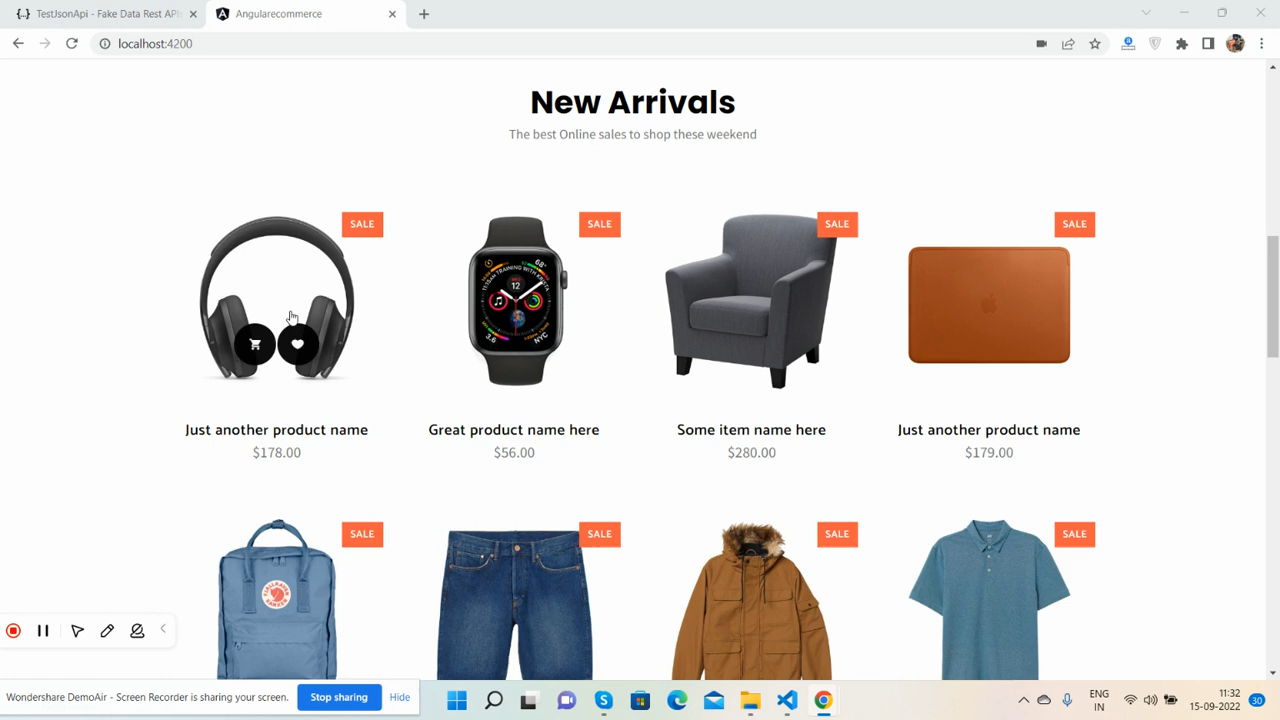 TestJsonApi - Fake Data Rest APIs
Angularecommerce
localhost:4200
New Arrivals
The best Online sales to shop these weekend
SALE
SALE
SALE
SALE
Just another product name
Great product name here
Some item name here
Just another product name
$178.00
$56.00
$280.00
$179.00
SALE
SALE
SALE
SALE
Wondershare DemoAir - Screen Recorder is sharing your screen.
Stop sharing
Hide
ENG
IN
11:32
15-09-2022
30